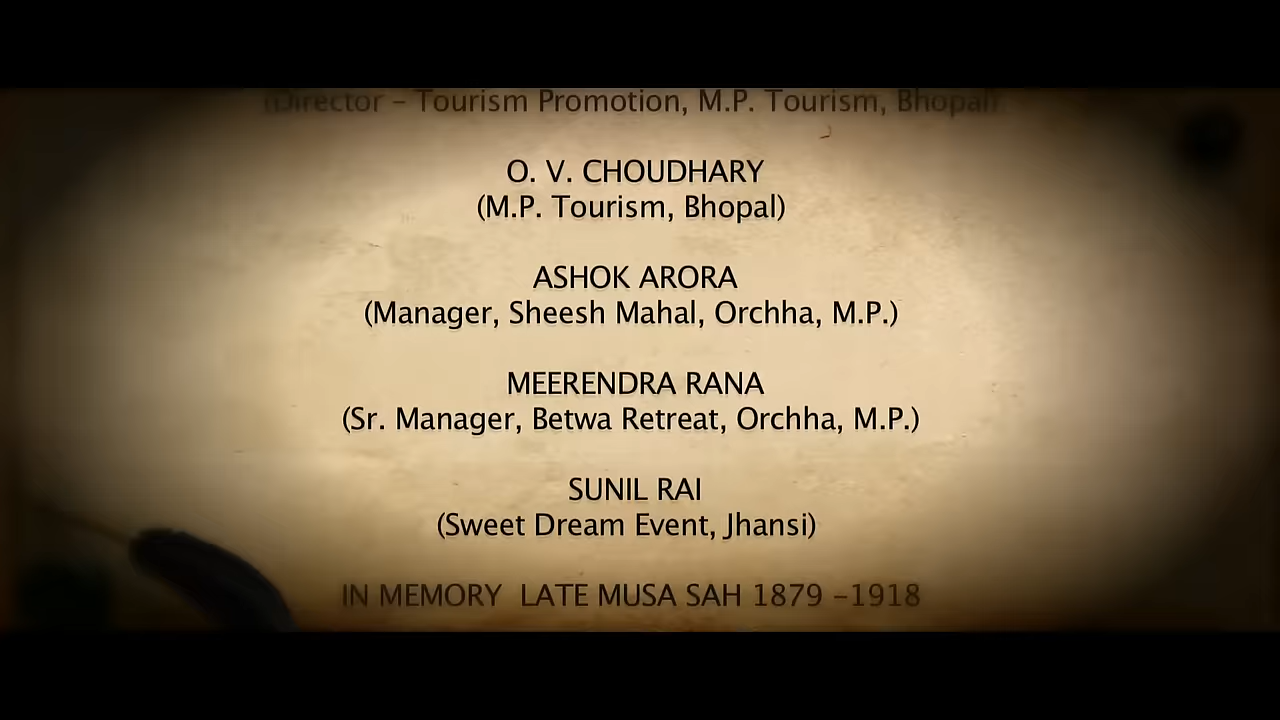 (Director – Tourism Promotion, M.P. Tourism, Bhopal)
O. V. CHOUDHARY
(M.P. Tourism, Bhopal)
ASHOK ARORA
(Manager, Sheesh Mahal, Orchha, M.P.)
MEERENDRA RANA
(Sr. Manager, Betwa Retreat, Orchha, M.P.)
SUNIL RAI
(Sweet Dream Event, Jhansi)
IN MEMORY LATE MUSA SAH 1879 –1918